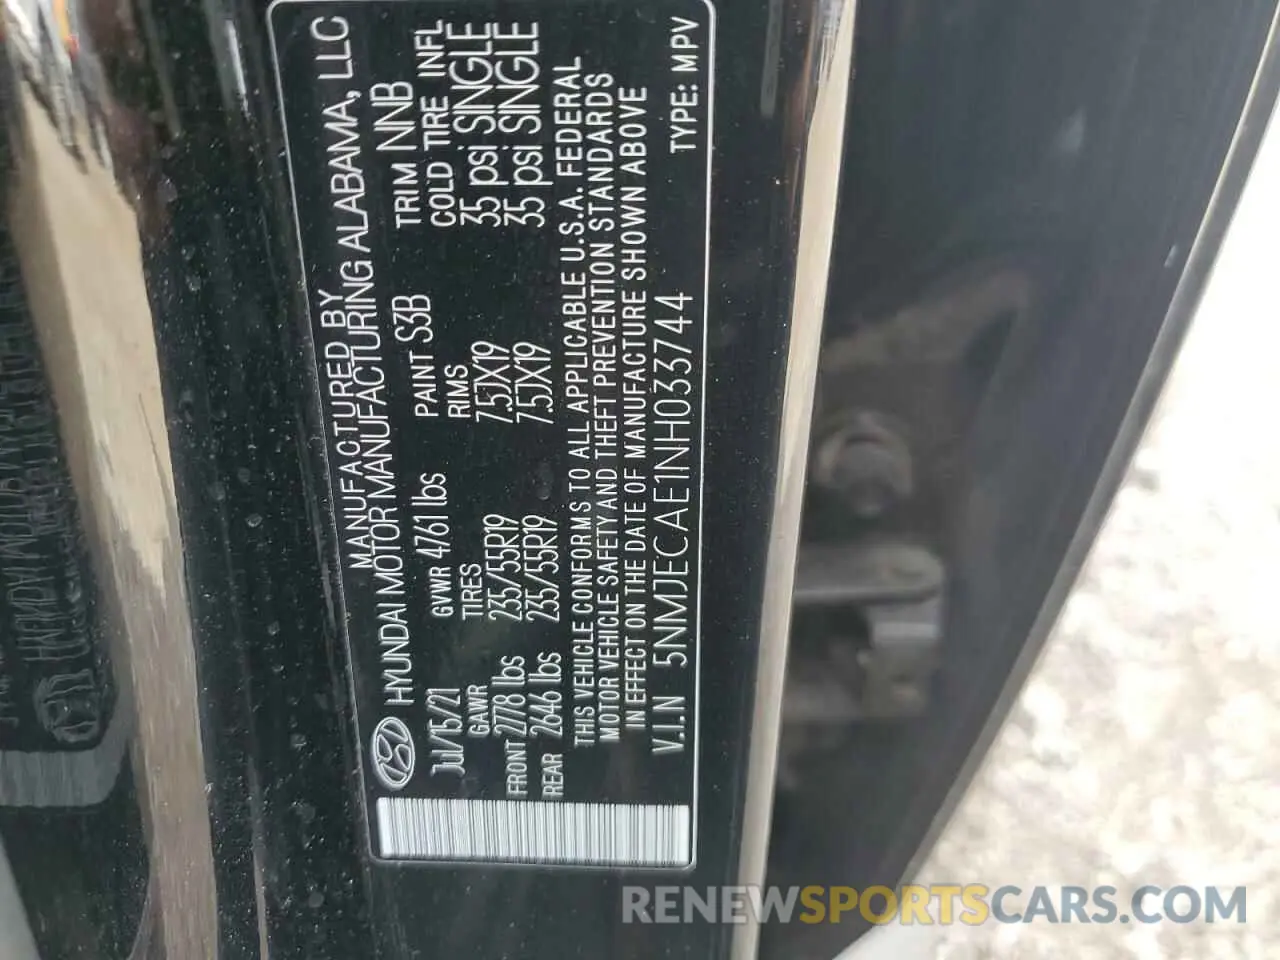 MANUFACTURED BY
HYUNDAI MOTOR MANUFACTURING ALABAMA, LLC
Jul/15/21 GVWR 4761 lbs PAINT S3B TRIM NNB
GAWR TIRES RIMS COLD TIRE INFL
FRONT 2778 lbs 235/55R19 7.5JX19 35 psi SINGLE
REAR 2646 lbs 235/55R19 7.5JX19 35 psi SINGLE
THIS VEHICLE CONFORMS TO ALL APPLICABLE U.S.A. FEDERAL
MOTOR VEHICLE SAFETY AND THEFT PREVENTION STANDARDS
IN EFFECT ON THE DATE OF MANUFACTURE SHOWN ABOVE
V.I.N 5NMJECAE1NH033744 TYPE: MPV
RENEWSPORTSCARS.COM